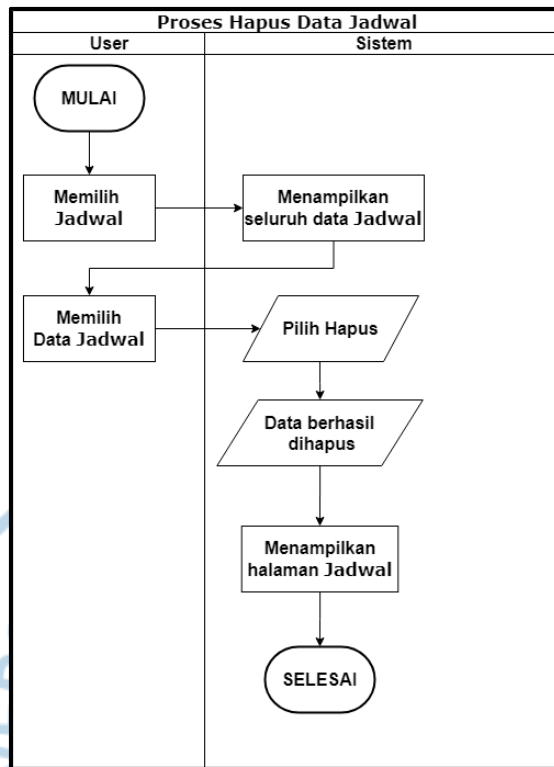 Proses Hapus Data Jadwal
User
Sistem
MULAI
Memilih
Jadwal
Menampilkan
seluruh data Jadwal
Memilih
Data Jadwal
Pilih Hapus
Data berhasil
dihapus
Menampilkan
halaman Jadwal
SELESAI